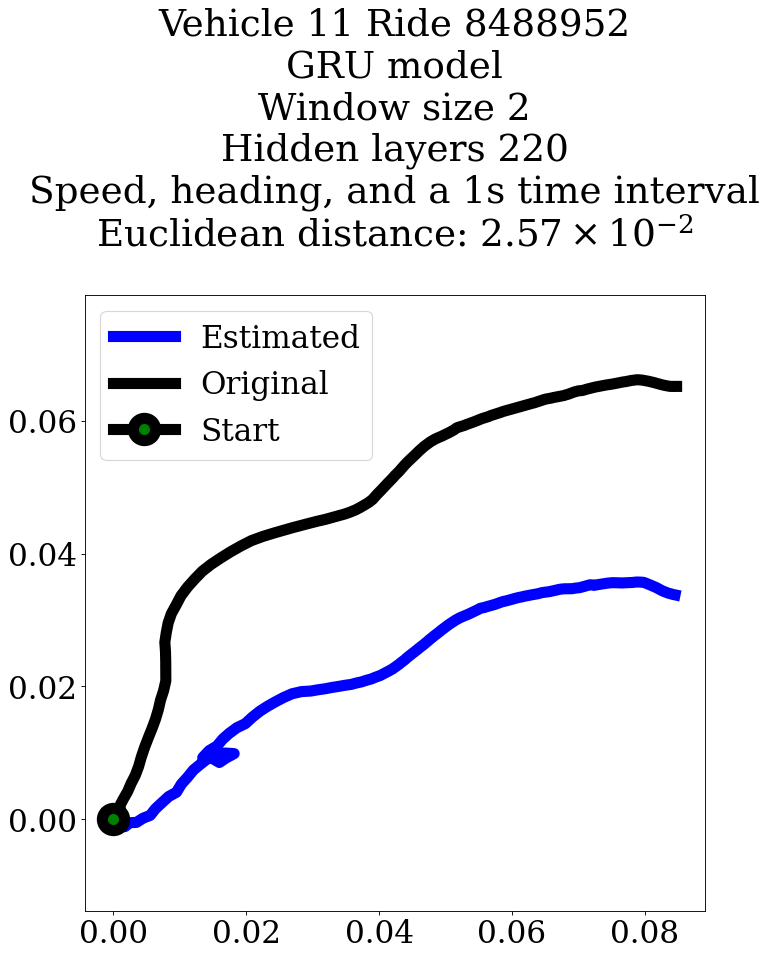 Vehicle 11 Ride 8488952
GRU model
Window size 2
Hidden layers 220
Speed, heading, and a 1s time interval
Euclidean distance: 2.57 × 10⁻²
Estimated
Original
Start
0.06
0.04
0.02
0.00
0.00 0.02 0.04 0.06 0.08